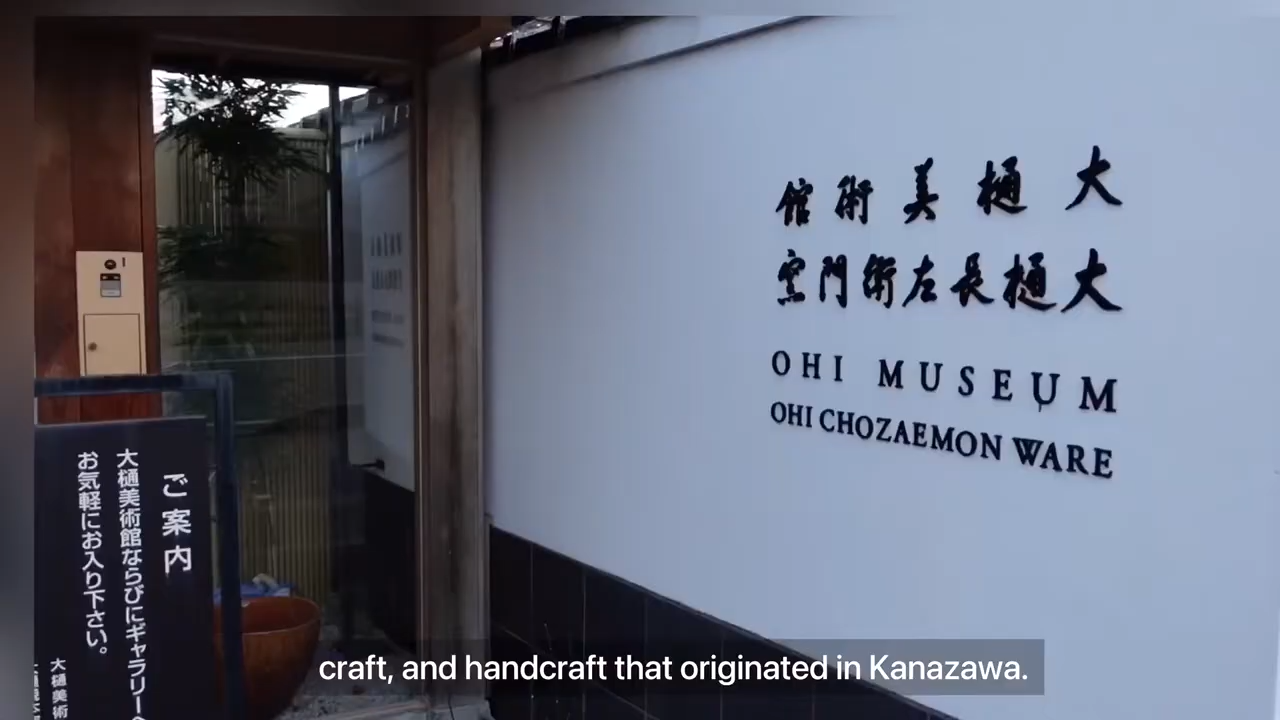 大樋美術館
大樋長左衛門窯
OHI MUSEUM
OHI CHOZAEMON WARE
ご案内
大樋美術館ならびにギャラリーへ
お気軽にお入り下さい。
大樋美術
craft, and handcraft that originated in Kanazawa.